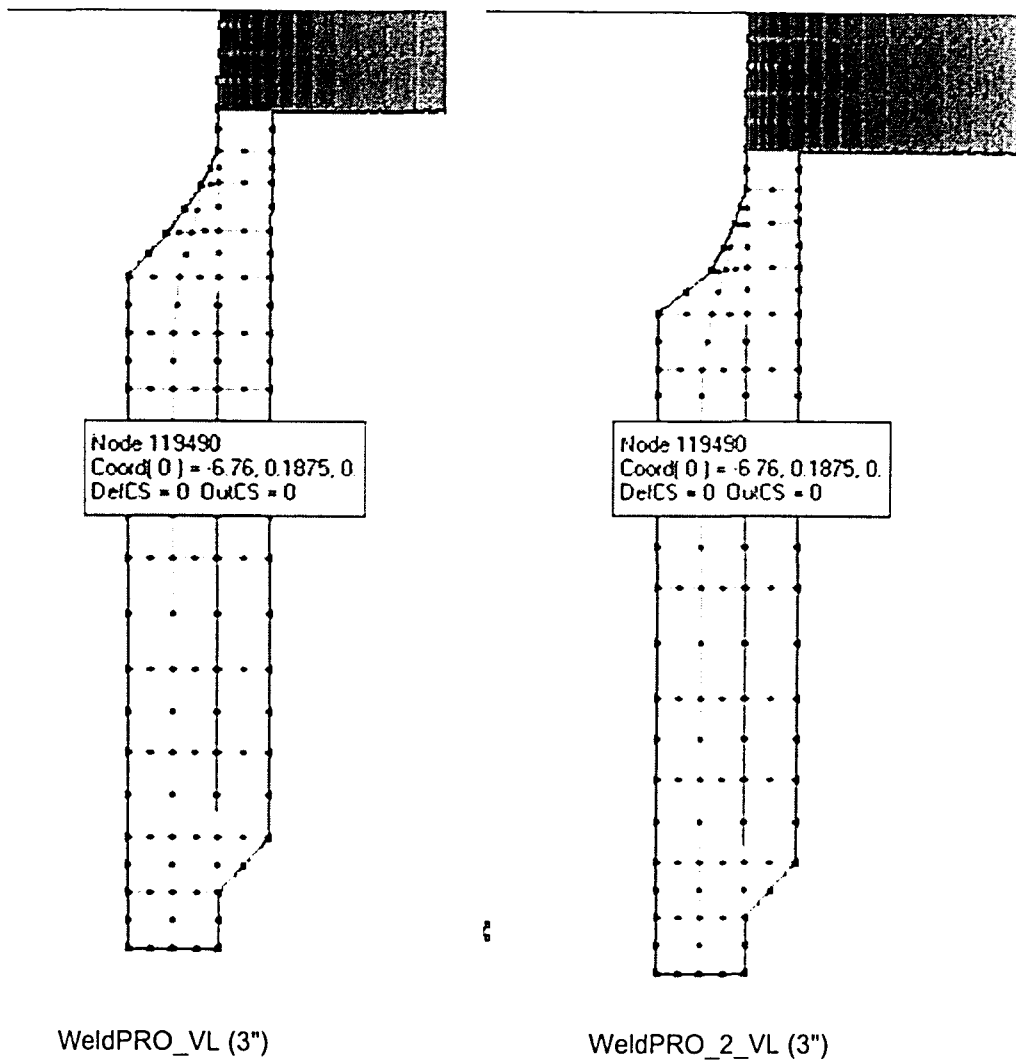 Node 119490
Coord( 0 ) = -6.76, 0.1875, 0.
DefCS = 0 OutCS = 0
Node 119490
Coord( 0 ) = -6.76, 0.1875, 0.
DefCS = 0 OutCS = 0
WeldPRO_VL (3")
WeldPRO_2_VL (3")